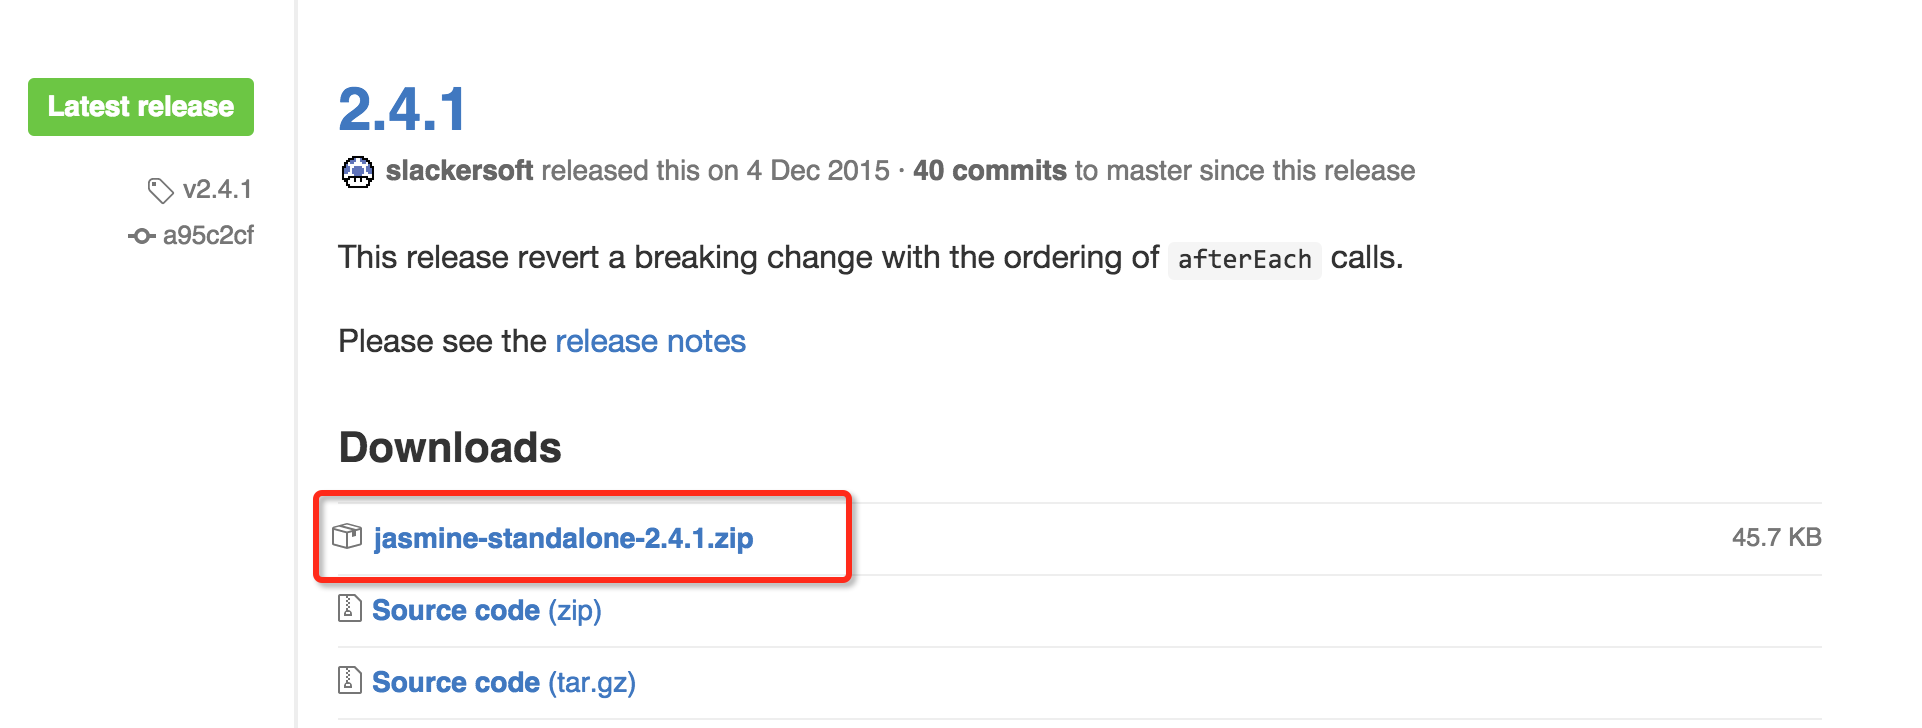 Latest release
v2.4.1
a95c2cf
2.4.1
slackersoft released this on 4 Dec 2015 · 40 commits to master since this release
This release revert a breaking change with the ordering of afterEach calls.
Please see the release notes
Downloads
jasmine-standalone-2.4.1.zip 45.7 KB
Source code (zip)
Source code (tar.gz)